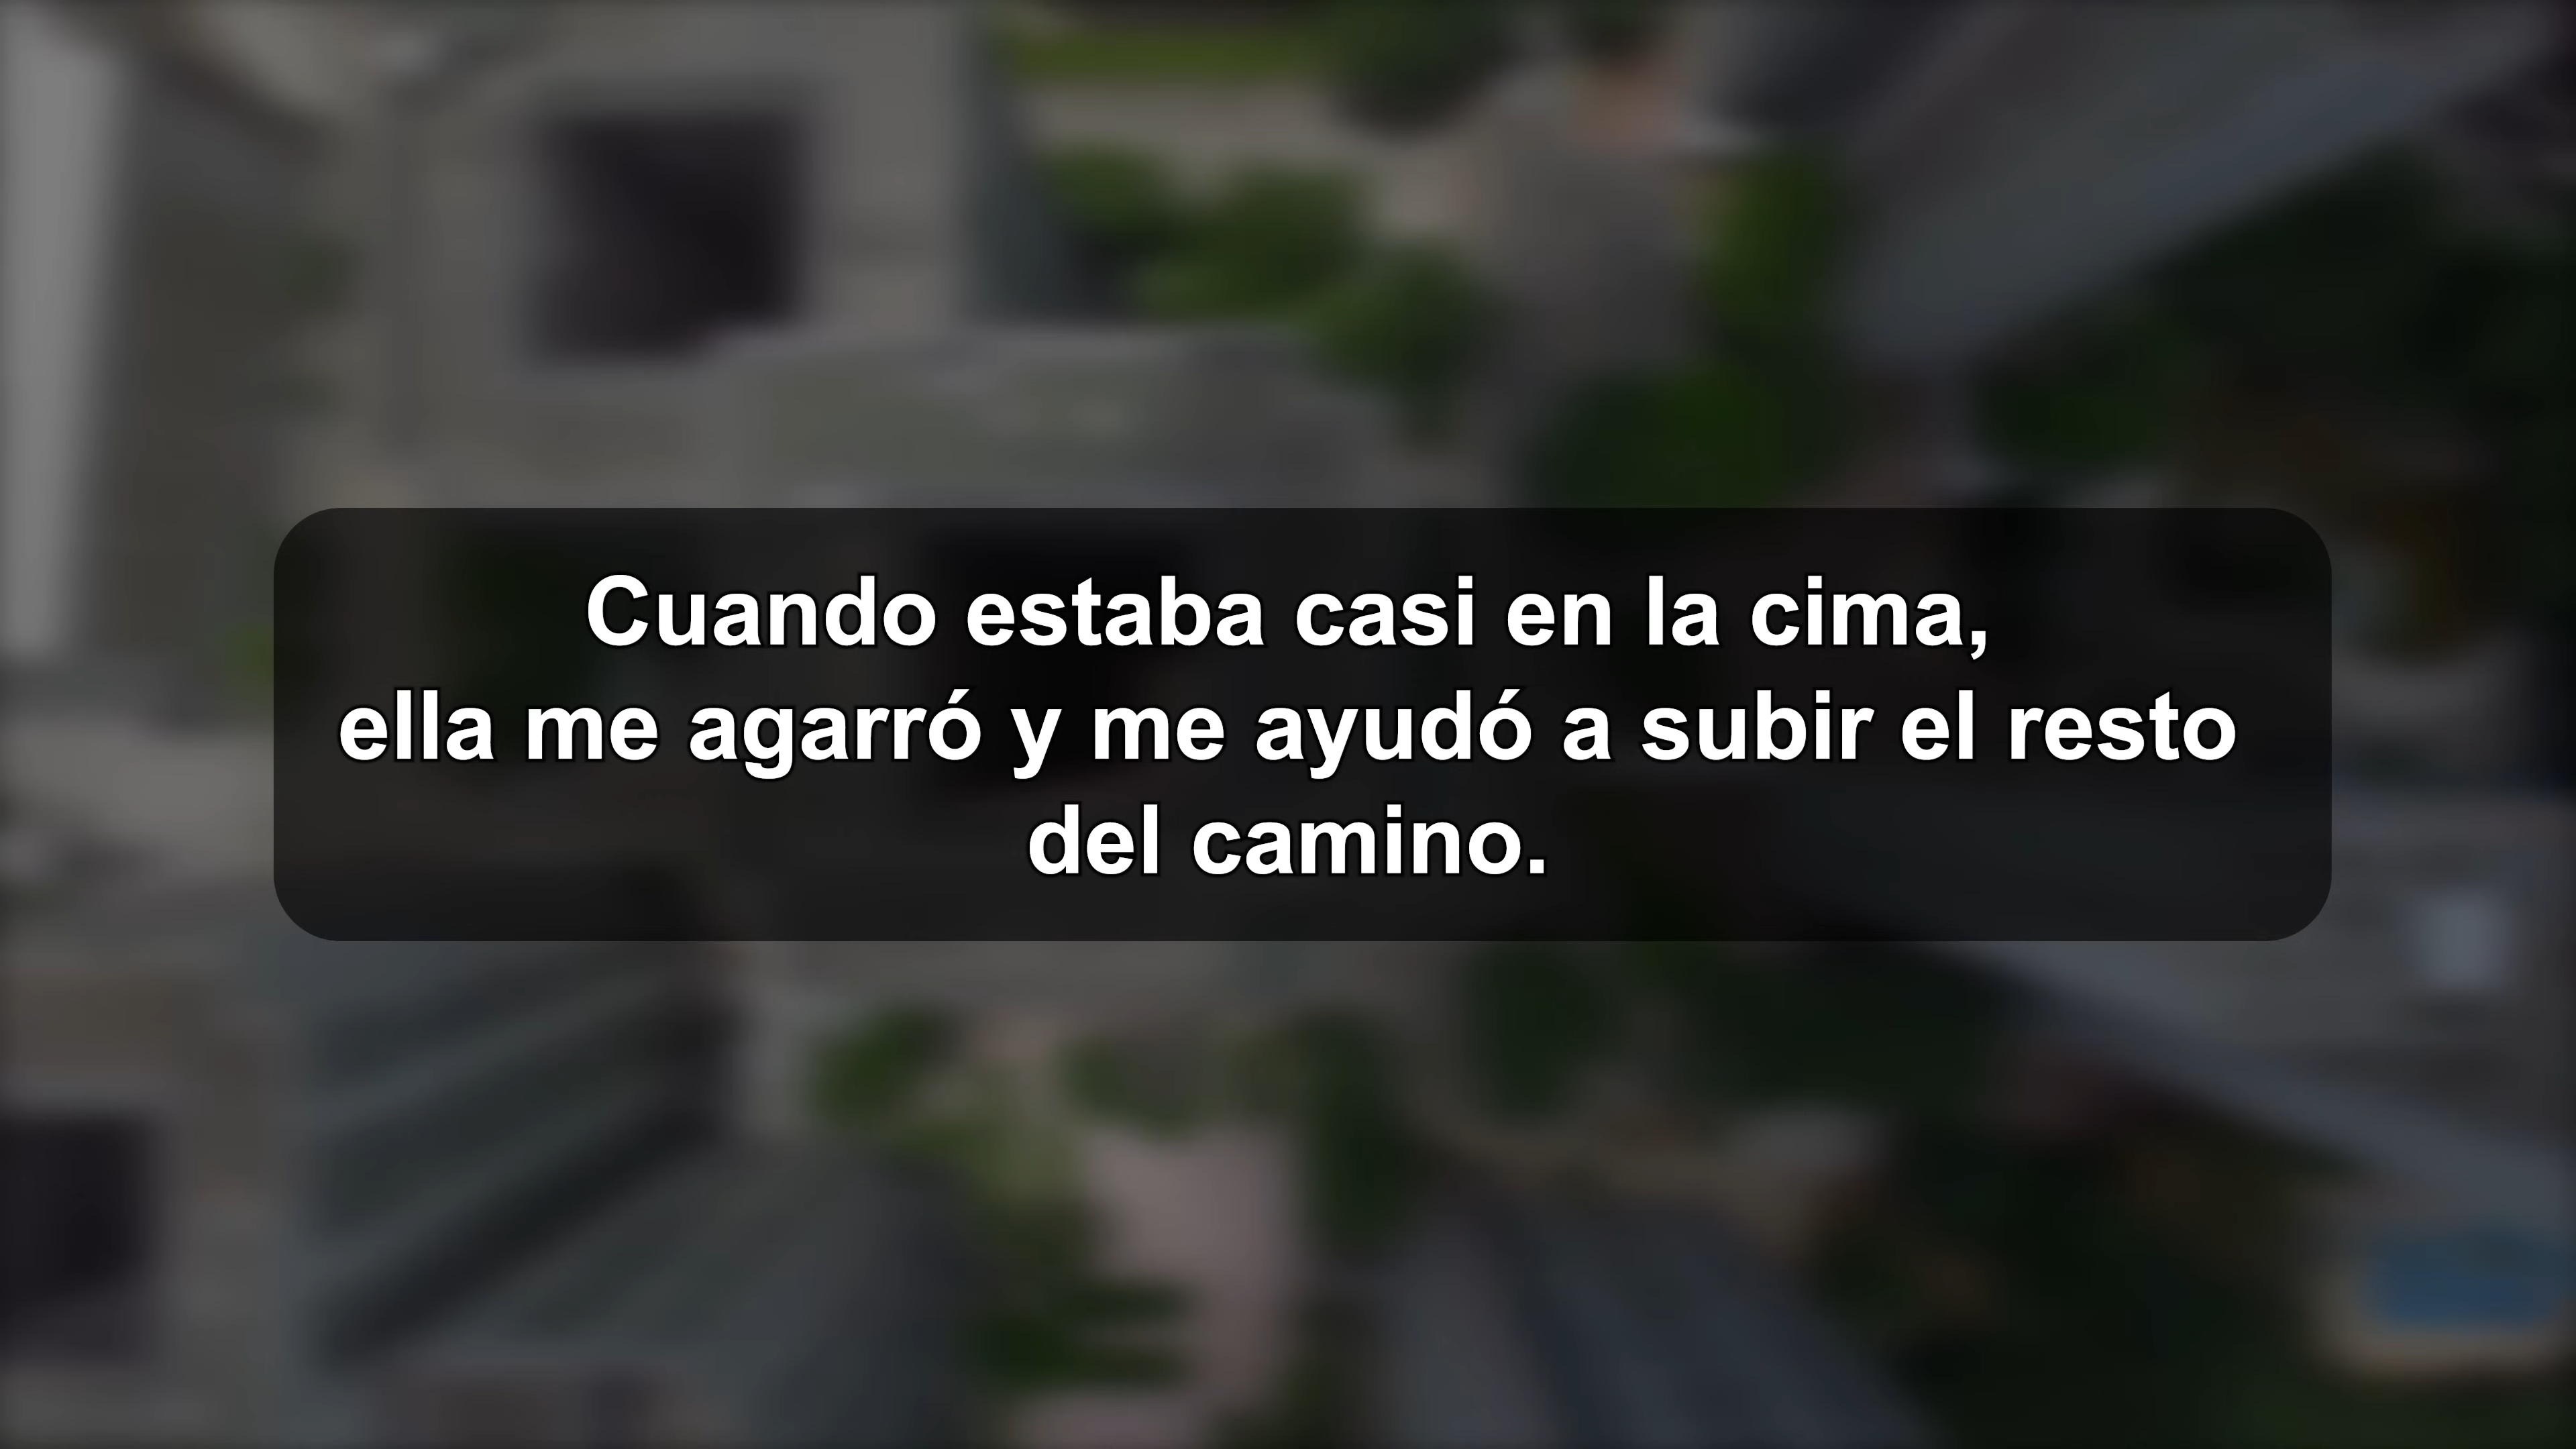 Cuando estaba casi en la cima,
ella me agarró y me ayudó a subir el resto
del camino.